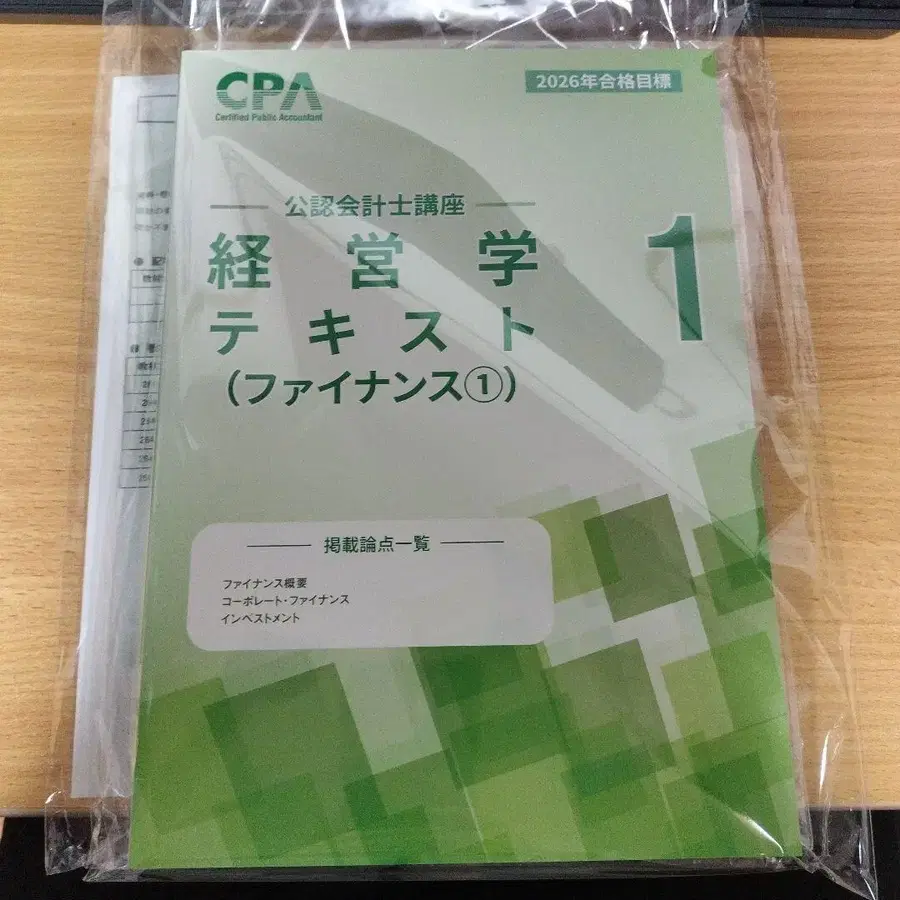 CPA
Certified Public Accountant
2026年合格目標
公認会計士講座
経営学
テキスト
(ファイナンス①)
1
掲載論点一覧
ファイナンス概要
コーポレート・ファイナンス
インベストメント